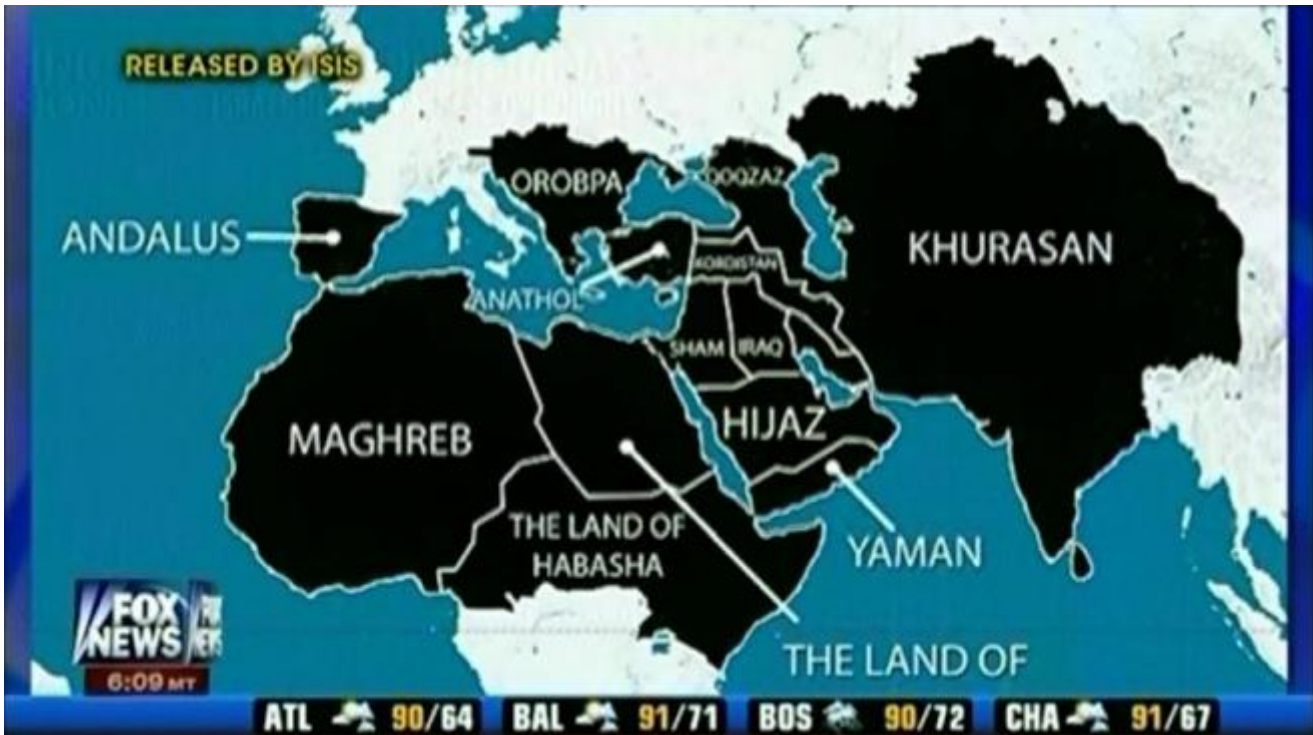 RELEASED BY ISIS
OROBPA
QOQZAZ
ANDALUS
KHURASAN
KORDISTAN
ANATHOL
SHAM
IRAQ
HIJAZ
MAGHREB
THE LAND OF
HABASHA
YAMAN
THE LAND OF
FOX
NEWS
6:09 MT
ATL 90/64 BAL 91/71 BOS 90/72 CHA 91/67